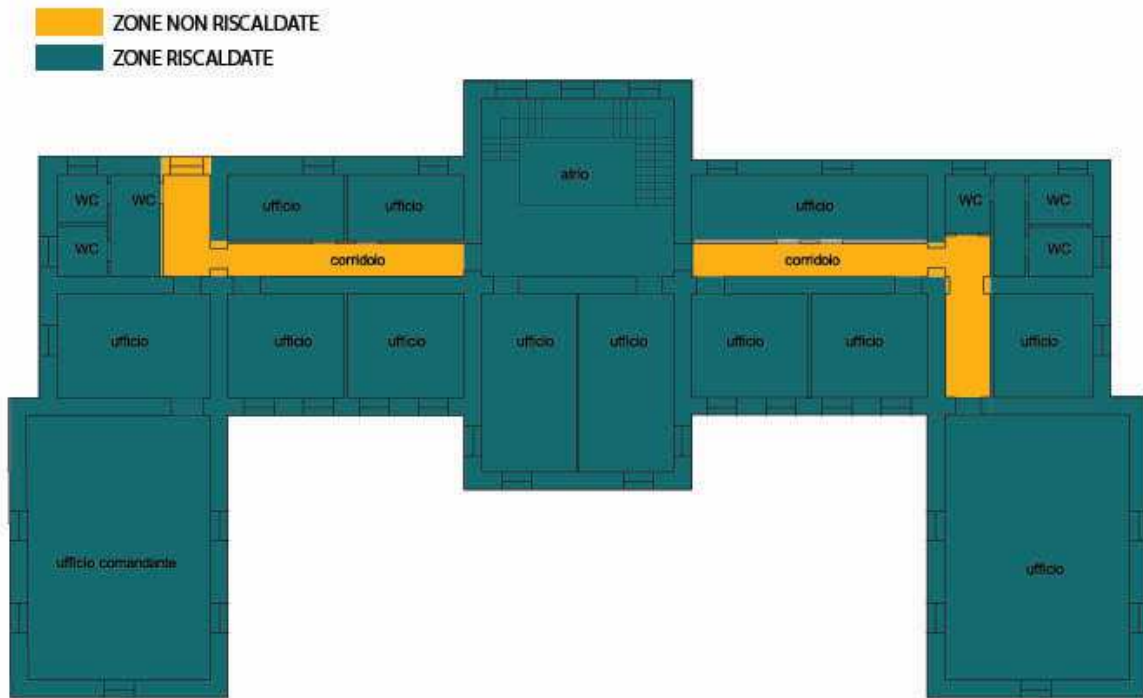 ZONE NON RISCALDATE
ZONE RISCALDATE
atrio
WC
WC
ufficio
ufficio
ufficio
WC
WC
WC
WC
corridoio
corridoio
ufficio
ufficio
ufficio
ufficio
ufficio
ufficio
ufficio
ufficio
ufficio comandante
ufficio